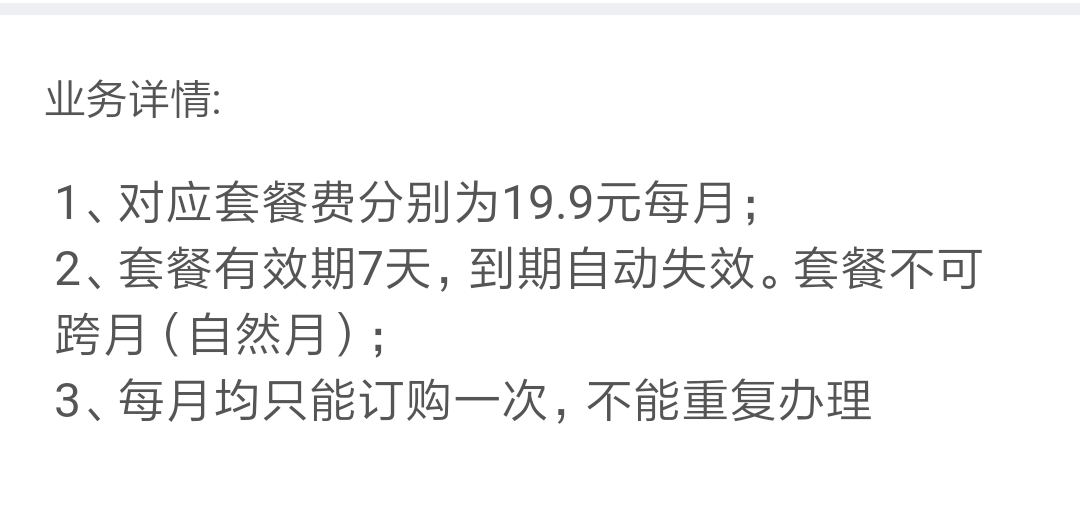 业务详情:
1、对应套餐费分别为19.9元每月；
2、套餐有效期7天，到期自动失效。套餐不可
跨月（自然月）；
3、每月均只能订购一次，不能重复办理